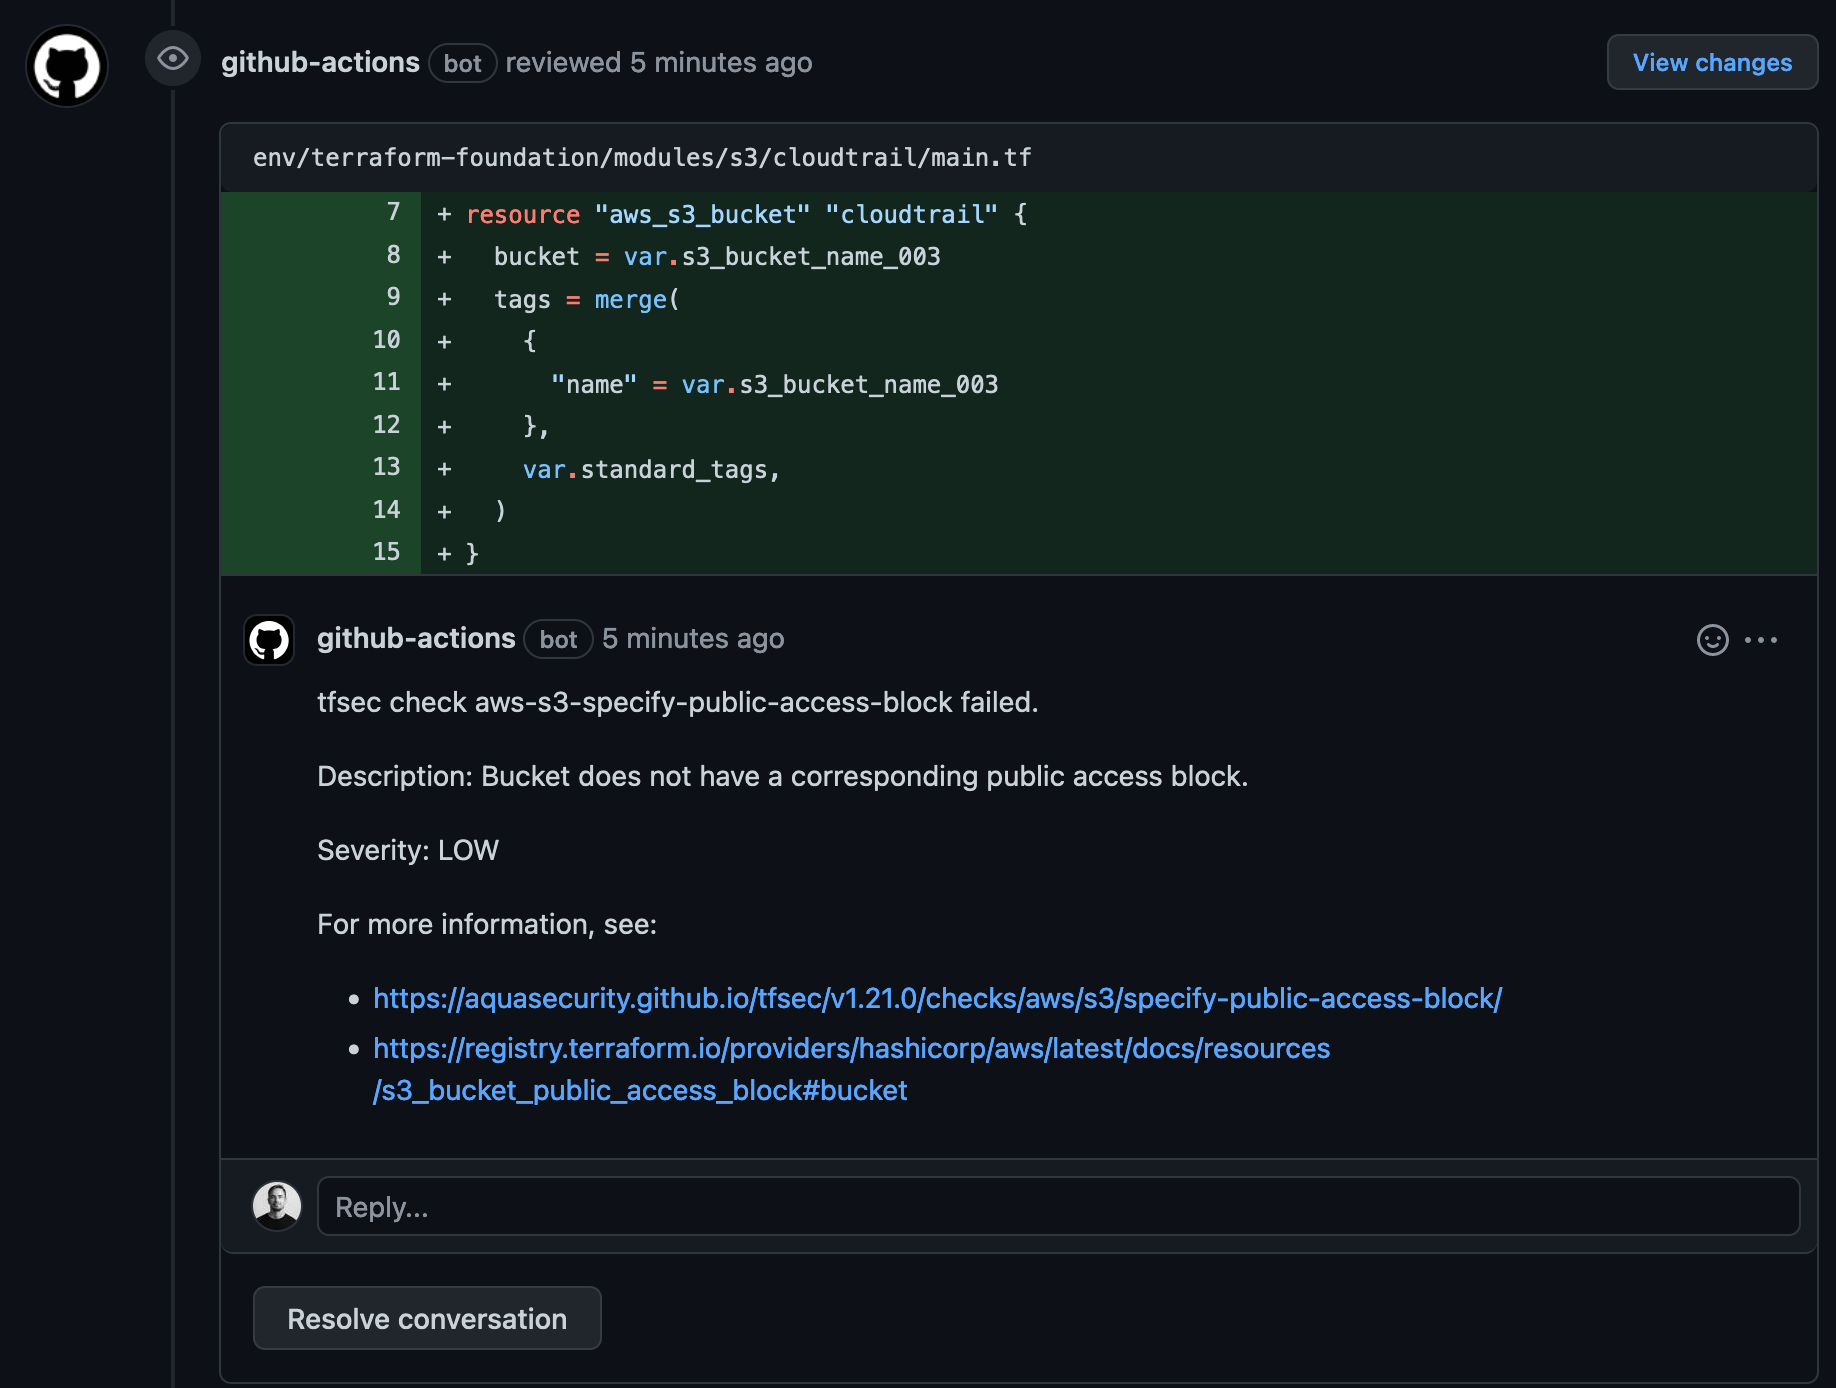 github-actions bot reviewed 5 minutes ago
View changes
env/terraform-foundation/modules/s3/cloudtrail/main.tf
7 + resource "aws_s3_bucket" "cloudtrail" {
8 +   bucket = var.s3_bucket_name_003
9 +   tags = merge(
10 +     {
11 +       "name" = var.s3_bucket_name_003
12 +     },
13 +     var.standard_tags,
14 +   )
15 + }
github-actions bot 5 minutes ago
tfsec check aws-s3-specify-public-access-block failed.
Description: Bucket does not have a corresponding public access block.
Severity: LOW
For more information, see:
• https://aquasecurity.github.io/tfsec/v1.21.0/checks/aws/s3/specify-public-access-block/
• https://registry.terraform.io/providers/hashicorp/aws/latest/docs/resources
/s3_bucket_public_access_block#bucket
Reply...
Resolve conversation